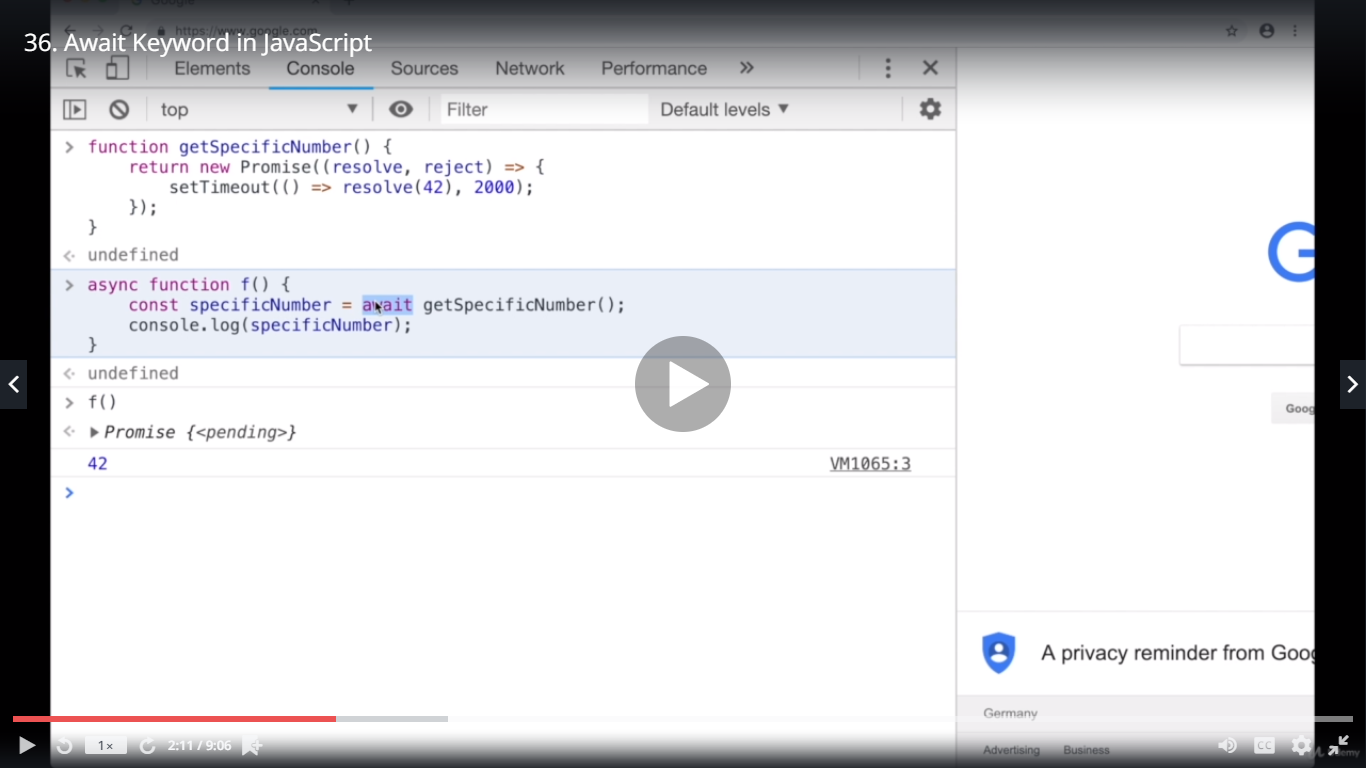 Google
https://www.google.com
36. Await Keyword in JavaScript
Elements Console Sources Network Performance »
top Filter Default levels
function getSpecificNumber() {
return new Promise((resolve, reject) => {
setTimeout(() => resolve(42), 2000);
});
}
undefined
async function f() {
const specificNumber = await getSpecificNumber();
console.log(specificNumber);
}
undefined
f()
Promise {<pending>}
42 VM1065:3
Goog
A privacy reminder from Goog
Germany
Advertising Business
1× 2:11 / 9:06 CC